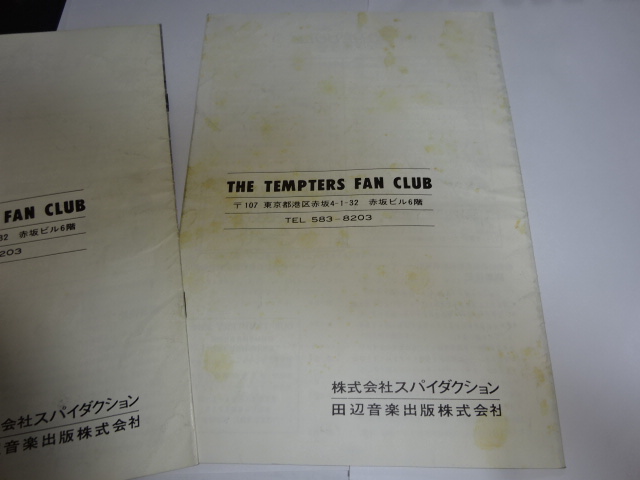 FAN CLUB
32 赤坂ビル6階
203
会社スパイダクション
音楽出版株式会社
THE TEMPTERS FAN CLUB
〒107 東京都港区赤坂4-1-32 赤坂ビル6階
TEL 583-8203
株式会社スパイダクション
田辺音楽出版株式会社